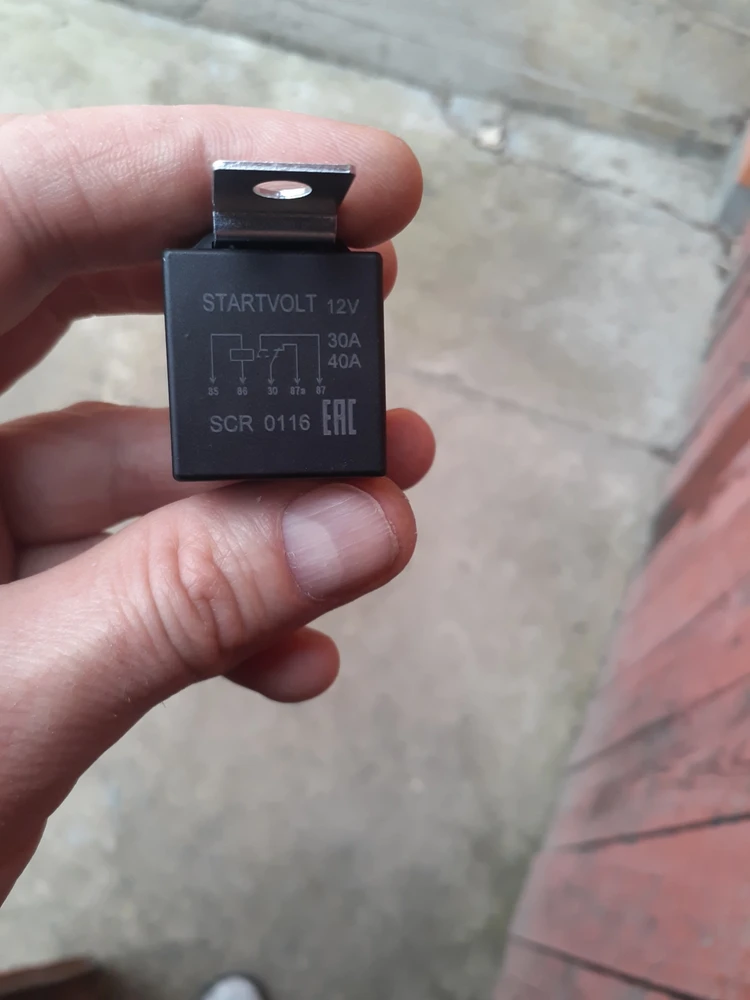 STARTVOLT 12V
30A
40A
85 86 30 87a 87
SCR 0116 EAC